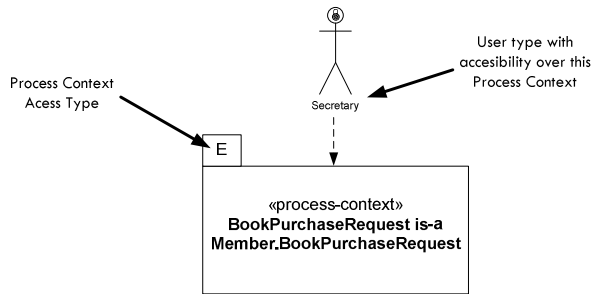 User type with
accesibility over this
Process Context
Process Context
Acess Type
Secretary
E
«process-context»
BookPurchaseRequest is-a
Member.BookPurchaseRequest